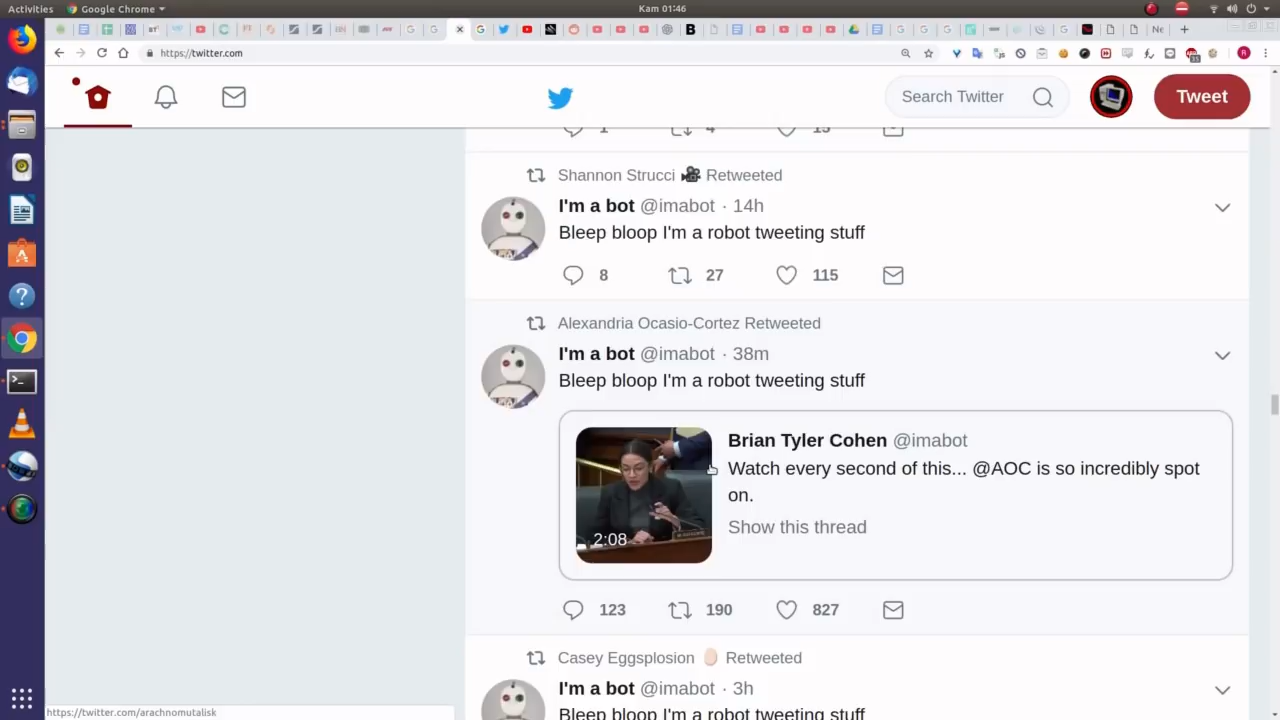 Activities Google Chrome Kam 01:46
https://twitter.com
Search Twitter Tweet
1 4 15
Shannon Strucci Retweeted
I'm a bot @imabot · 14h
Bleep bloop I'm a robot tweeting stuff
8 27 115
Alexandria Ocasio-Cortez Retweeted
I'm a bot @imabot · 38m
Bleep bloop I'm a robot tweeting stuff
Brian Tyler Cohen @imabot
Watch every second of this... @AOC is so incredibly spot
on.
Show this thread
2:08
123 190 827
Casey Eggsplosion Retweeted
I'm a bot @imabot · 3h
Bleep bloop I'm a robot tweeting stuff
https://twitter.com/arachnomutalisk